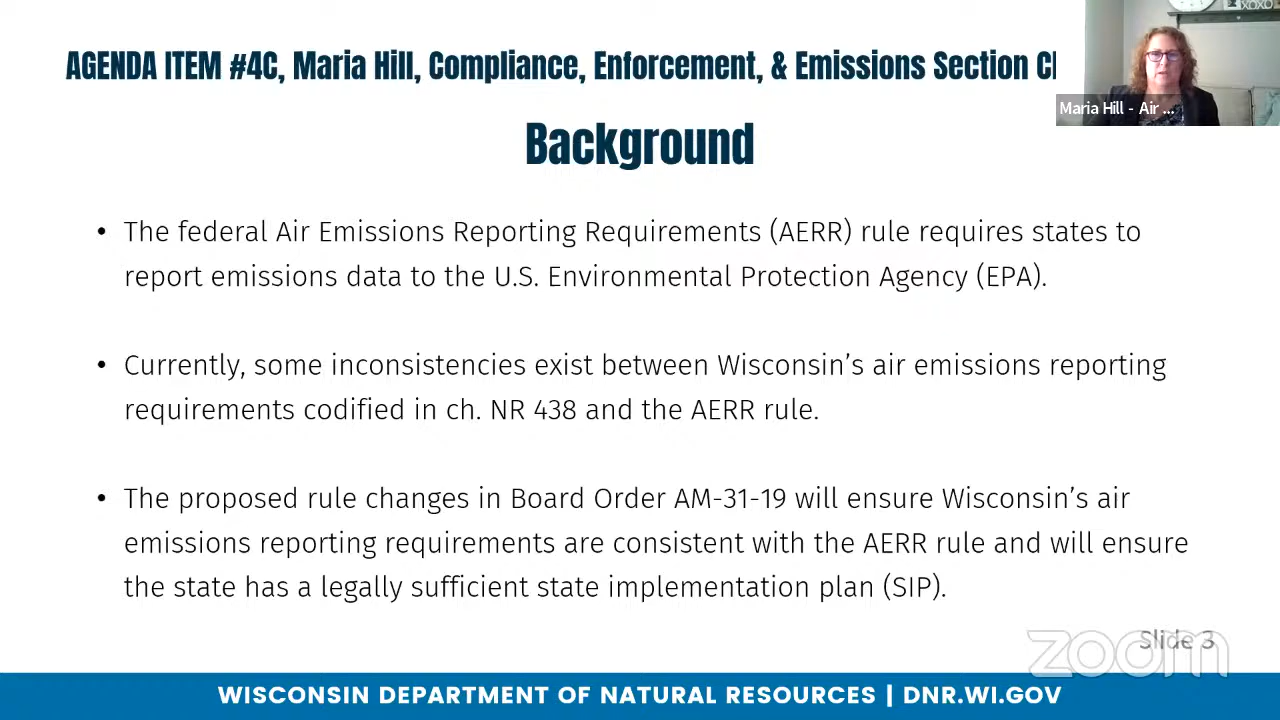 AGENDA ITEM #4C, Maria Hill, Compliance, Enforcement, & Emissions Section
XOXO
Maria Hill - Air ...
Background
• The federal Air Emissions Reporting Requirements (AERR) rule requires states to
report emissions data to the U.S. Environmental Protection Agency (EPA).
• Currently, some inconsistencies exist between Wisconsin’s air emissions reporting
requirements codified in ch. NR 438 and the AERR rule.
• The proposed rule changes in Board Order AM-31-19 will ensure Wisconsin’s air
emissions reporting requirements are consistent with the AERR rule and will ensure
the state has a legally sufficient state implementation plan (SIP).
Slide 3
zoom
WISCONSIN DEPARTMENT OF NATURAL RESOURCES | DNR.WI.GOV